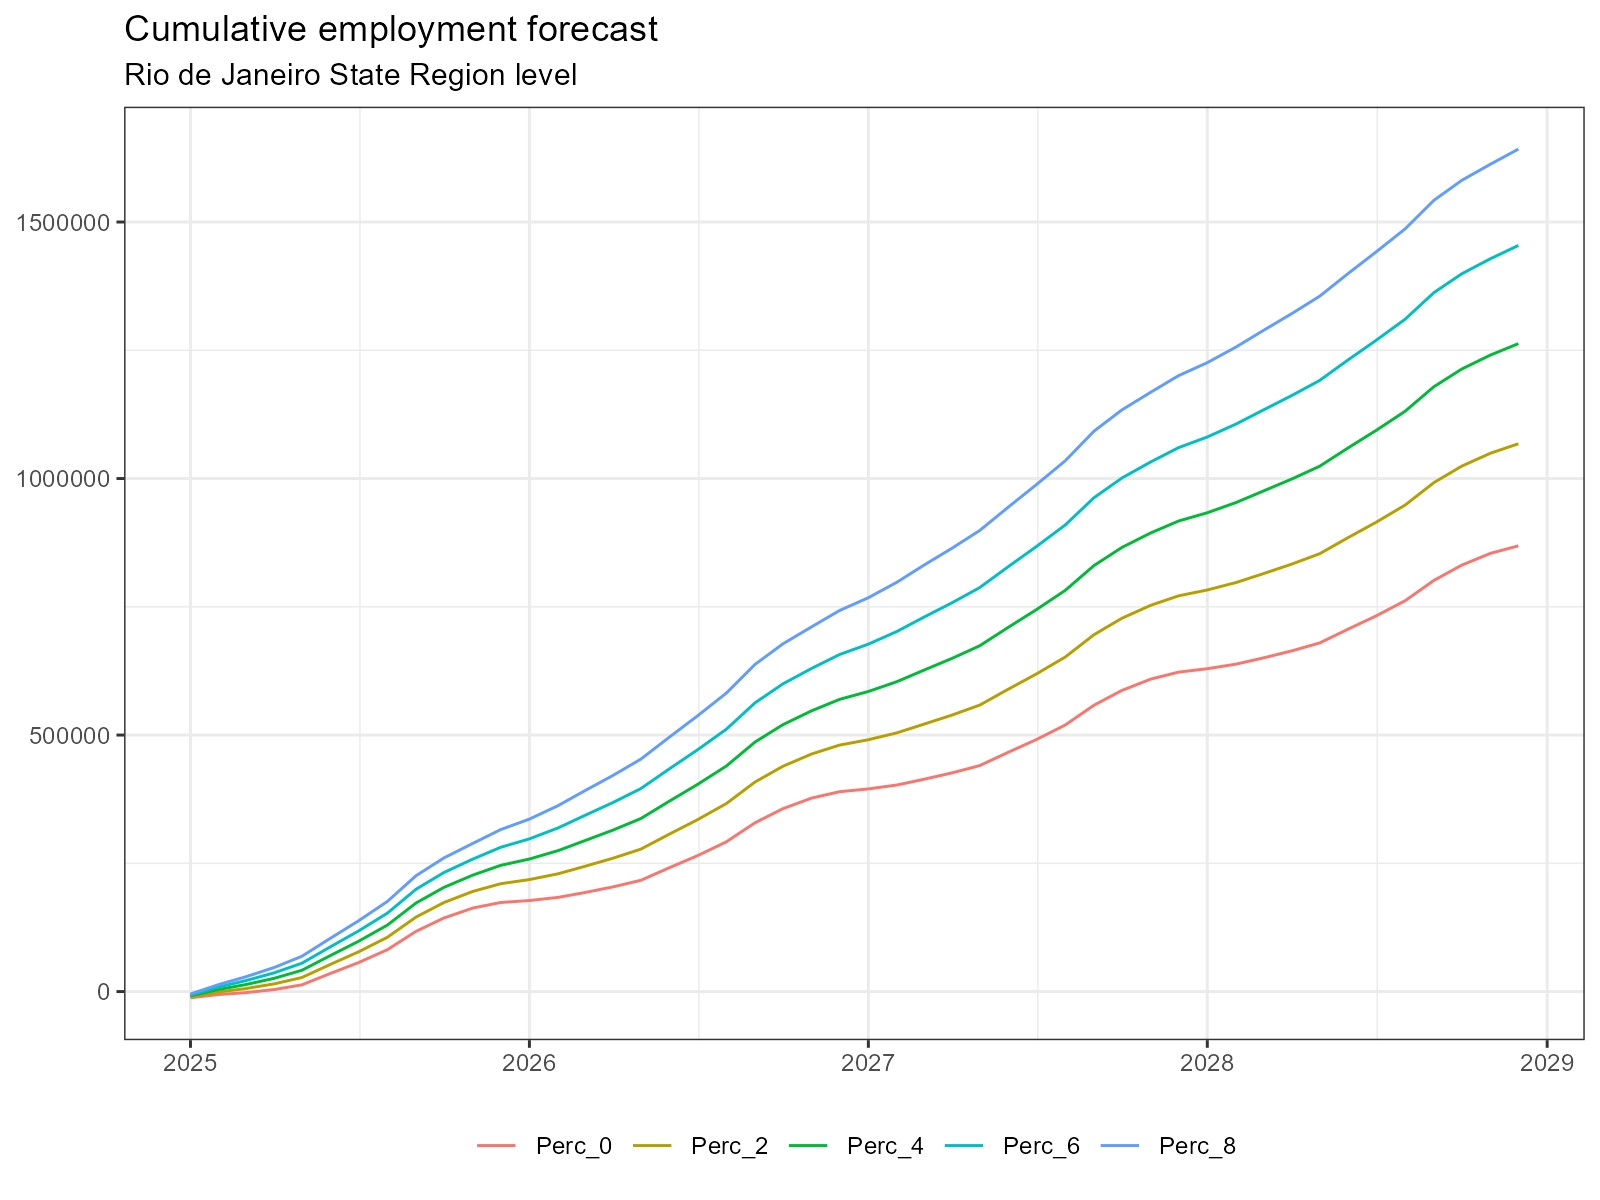 Cumulative employment forecast
Rio de Janeiro State Region level
1500000
1000000
500000
0
2025 2026 2027 2028 2029
Perc_0 Perc_2 Perc_4 Perc_6 Perc_8